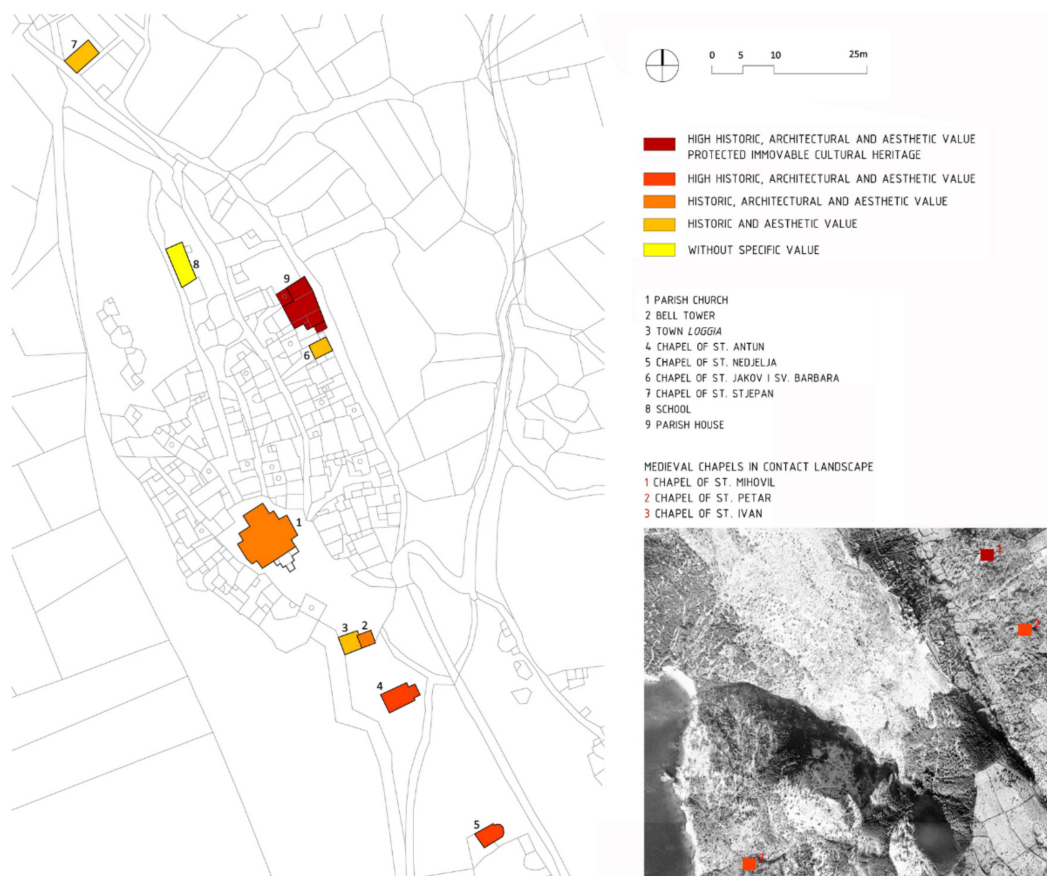 7
8
9
6
1
3
2
4
5
0 5 10 25m
HIGH HISTORIC, ARCHITECTURAL AND AESTHETIC VALUE
PROTECTED IMMOVABLE CULTURAL HERITAGE
HIGH HISTORIC, ARCHITECTURAL AND AESTHETIC VALUE
HISTORIC, ARCHITECTURAL AND AESTHETIC VALUE
HISTORIC AND AESTHETIC VALUE
WITHOUT SPECIFIC VALUE
1 PARISH CHURCH
2 BELL TOWER
3 TOWN LOGGIA
4 CHAPEL OF ST. ANTUN
5 CHAPEL OF ST. NEDJELJA
6 CHAPEL OF ST. JAKOV I SV. BARBARA
7 CHAPEL OF ST. STJEPAN
8 SCHOOL
9 PARISH HOUSE
MEDIEVAL CHAPELS IN CONTACT LANDSCAPE
1 CHAPEL OF ST. MIHOVIL
2 CHAPEL OF ST. PETAR
3 CHAPEL OF ST. IVAN
1
2